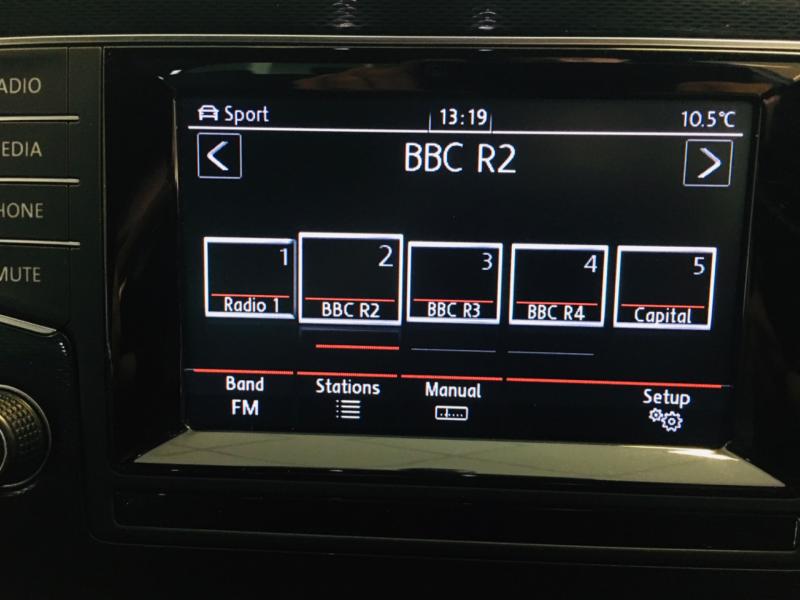 ADIO
EDIA
HONE
MUTE
Sport 13:19 10.5°C
< BBC R2 >
1 2 3 4 5
Radio 1 BBC R2 BBC R3 BBC R4 Capital
Band Stations Manual Setup
FM